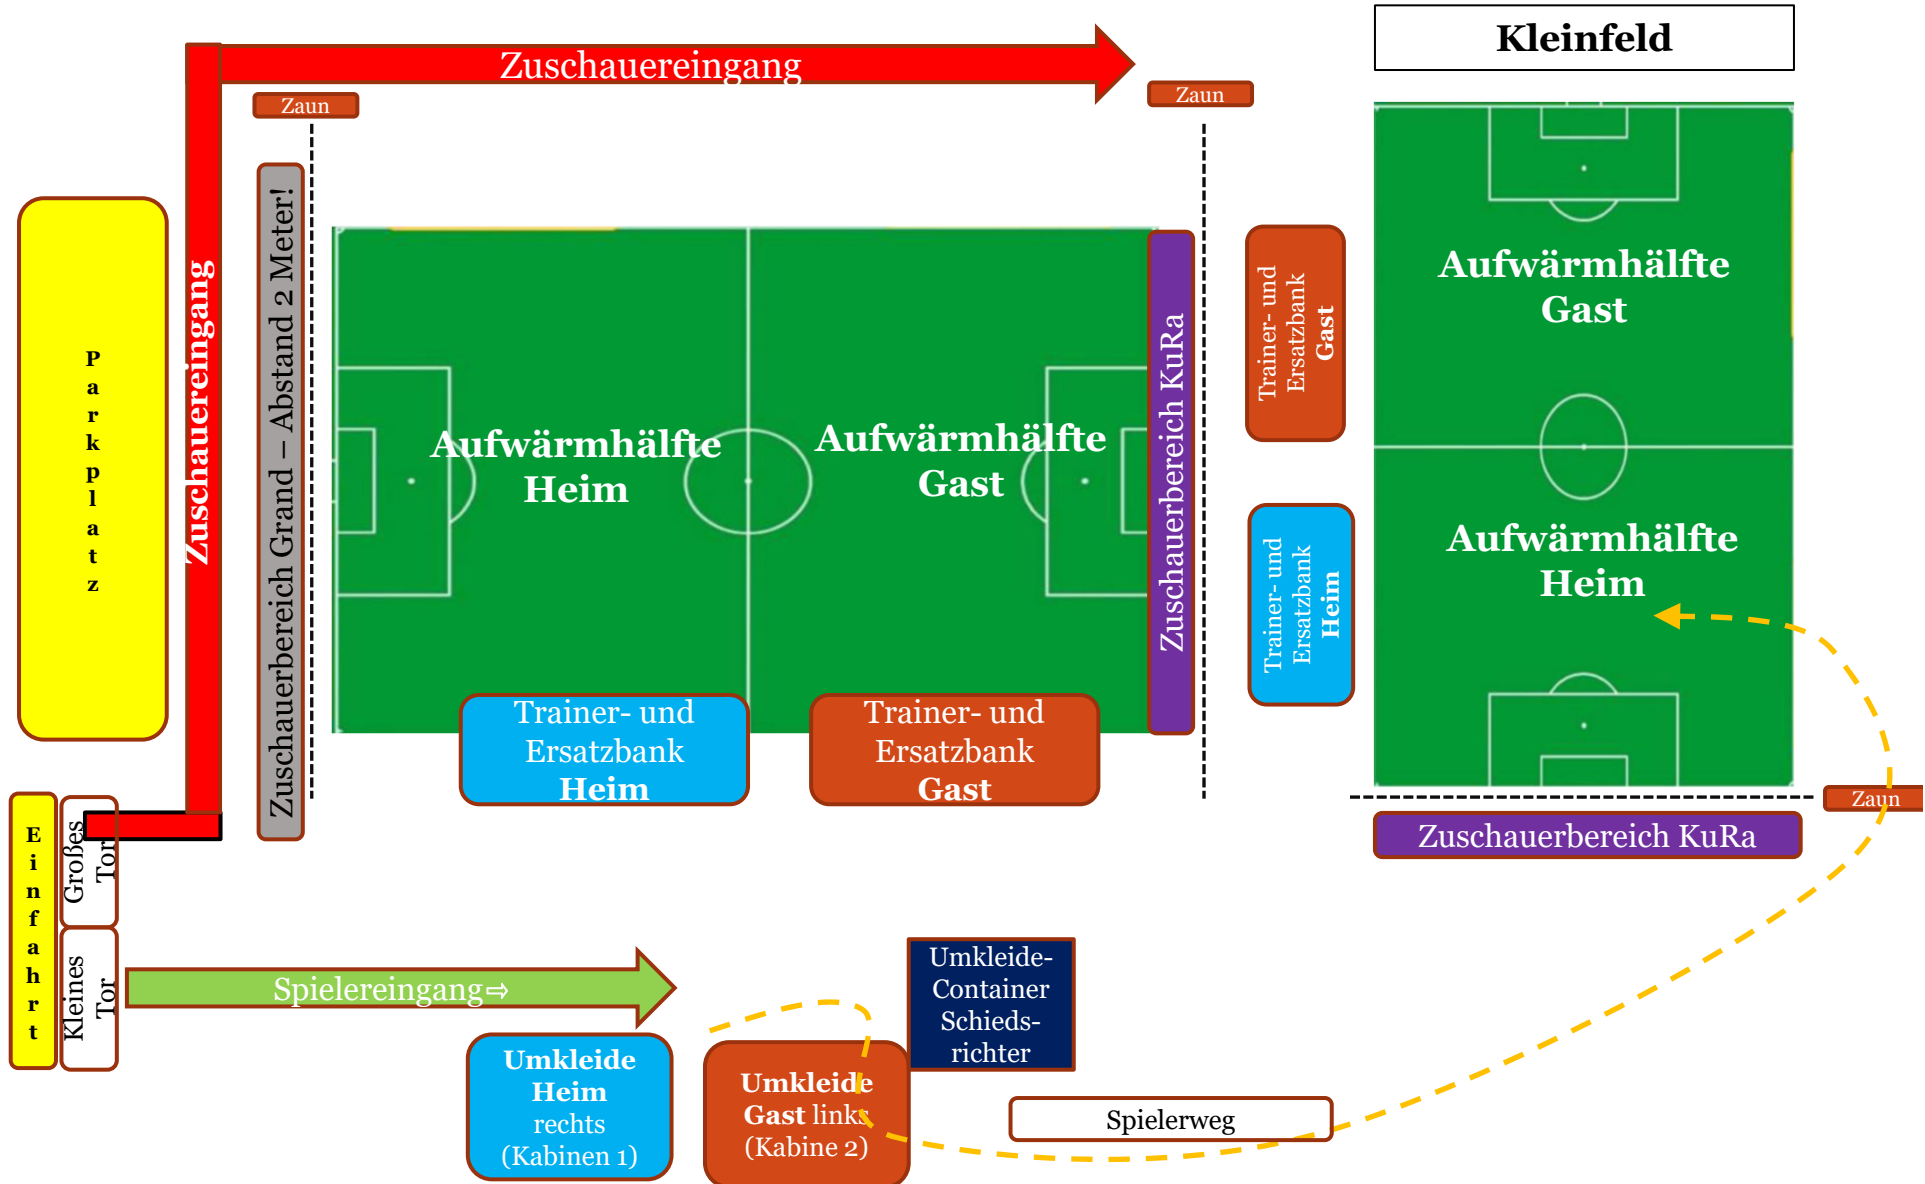 Kleinfeld
Zuschauereingang
Zaun
Zaun
Zuschauereingang
Parkplatz
Zuschauerbereich Grand – Abstand 2 Meter!
Aufwärmhälfte
Heim
Aufwärmhälfte
Gast
Zuschauerbereich KuRa
Trainer- und
Ersatzbank
Gast
Trainer- und
Ersatzbank
Heim
Aufwärmhälfte
Gast
Aufwärmhälfte
Heim
Trainer- und
Ersatzbank
Heim
Trainer- und
Ersatzbank
Gast
Zaun
Zuschauerbereich KuRa
Einfahrt
Großes
Tor
Kleines
Tor
Spielereingang⇨
Umkleide-
Container
Schieds-
richter
Umkleide
Heim
rechts
(Kabinen 1)
Umkleide
Gast links
(Kabine 2)
Spielerweg